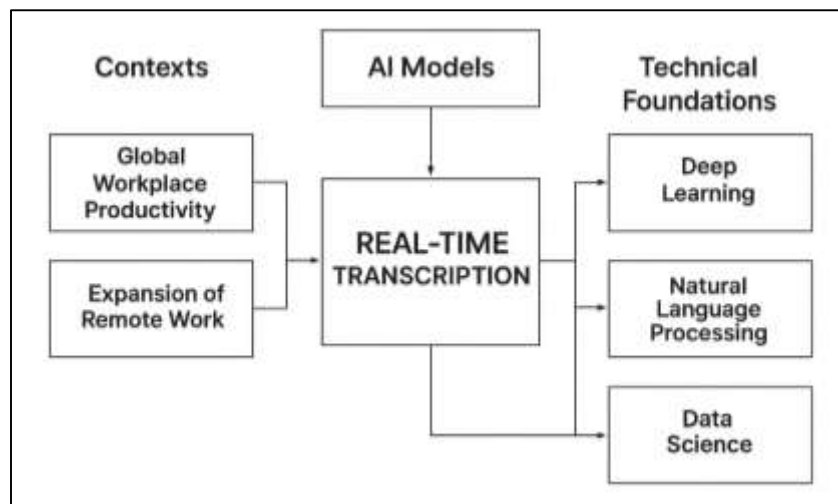 Contexts
Global
Workplace
Productivity
Expansion of
Remote Work
AI Models
REAL-TIME
TRANSCRIPTION
Technical
Foundations
Deep
Learning
Natural
Language
Processing
Data
Science